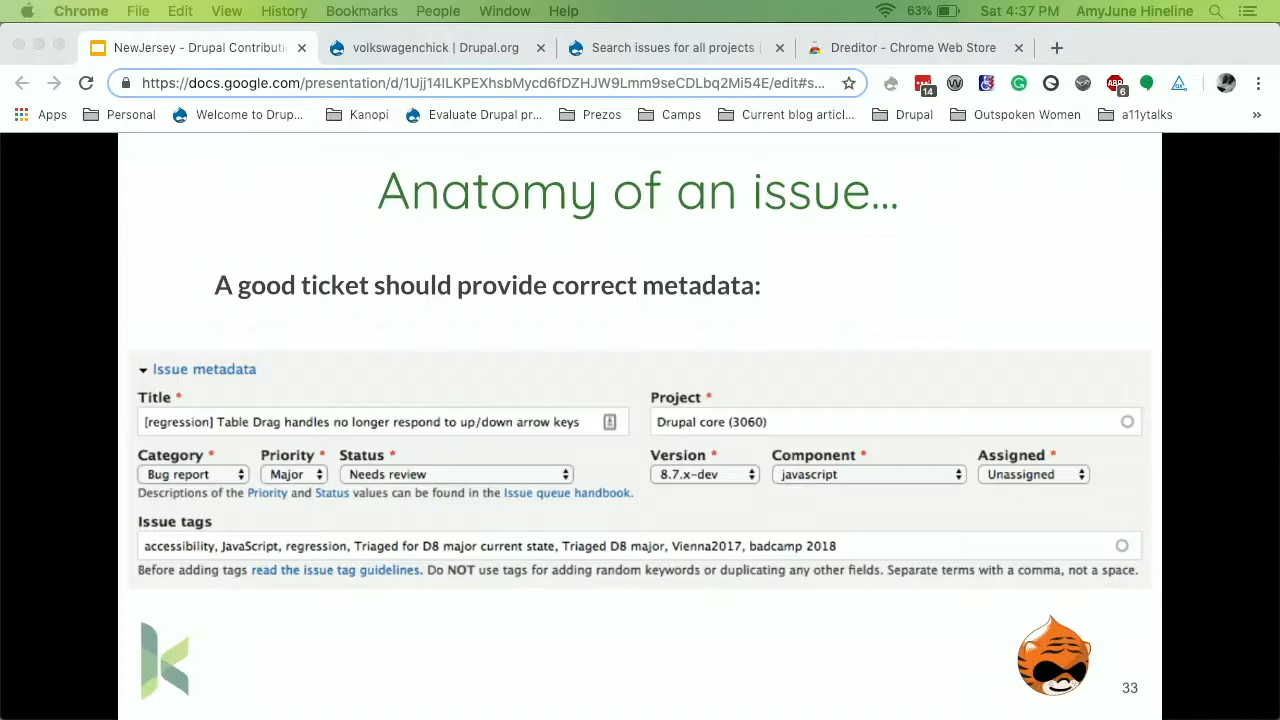 Chrome File Edit View History Bookmarks People Window Help 63% Sat 4:37 PM AmyJune Hineline
NewJersey - Drupal Contributi volkswagenchick | Drupal.org Search issues for all projects | Dreditor - Chrome Web Store
https://docs.google.com/presentation/d/1Ujj14lLKPEXhsbMycd6fDZHJW9Lmm9seCDLbq2Mi54E/edit#s... 14 ABP 6
Apps Personal Welcome to Drup... Kanopi Evaluate Drupal pr... Prezos Camps Current blog articl... Drupal Outspoken Women a11ytalks »
Anatomy of an issue...
A good ticket should provide correct metadata:
Issue metadata
Title * Project *
[regression] Table Drag handles no longer respond to up/down arrow keys Drupal core (3060)
Category * Priority * Status * Version * Component * Assigned *
Bug report Major Needs review 8.7.x-dev javascript Unassigned
Descriptions of the Priority and Status values can be found in the Issue queue handbook.
Issue tags
accessibility, JavaScript, regression, Triaged for D8 major current state, Triaged D8 major, Vienna2017, badcamp 2018
Before adding tags read the issue tag guidelines. Do NOT use tags for adding random keywords or duplicating any other fields. Separate terms with a comma, not a space.
33